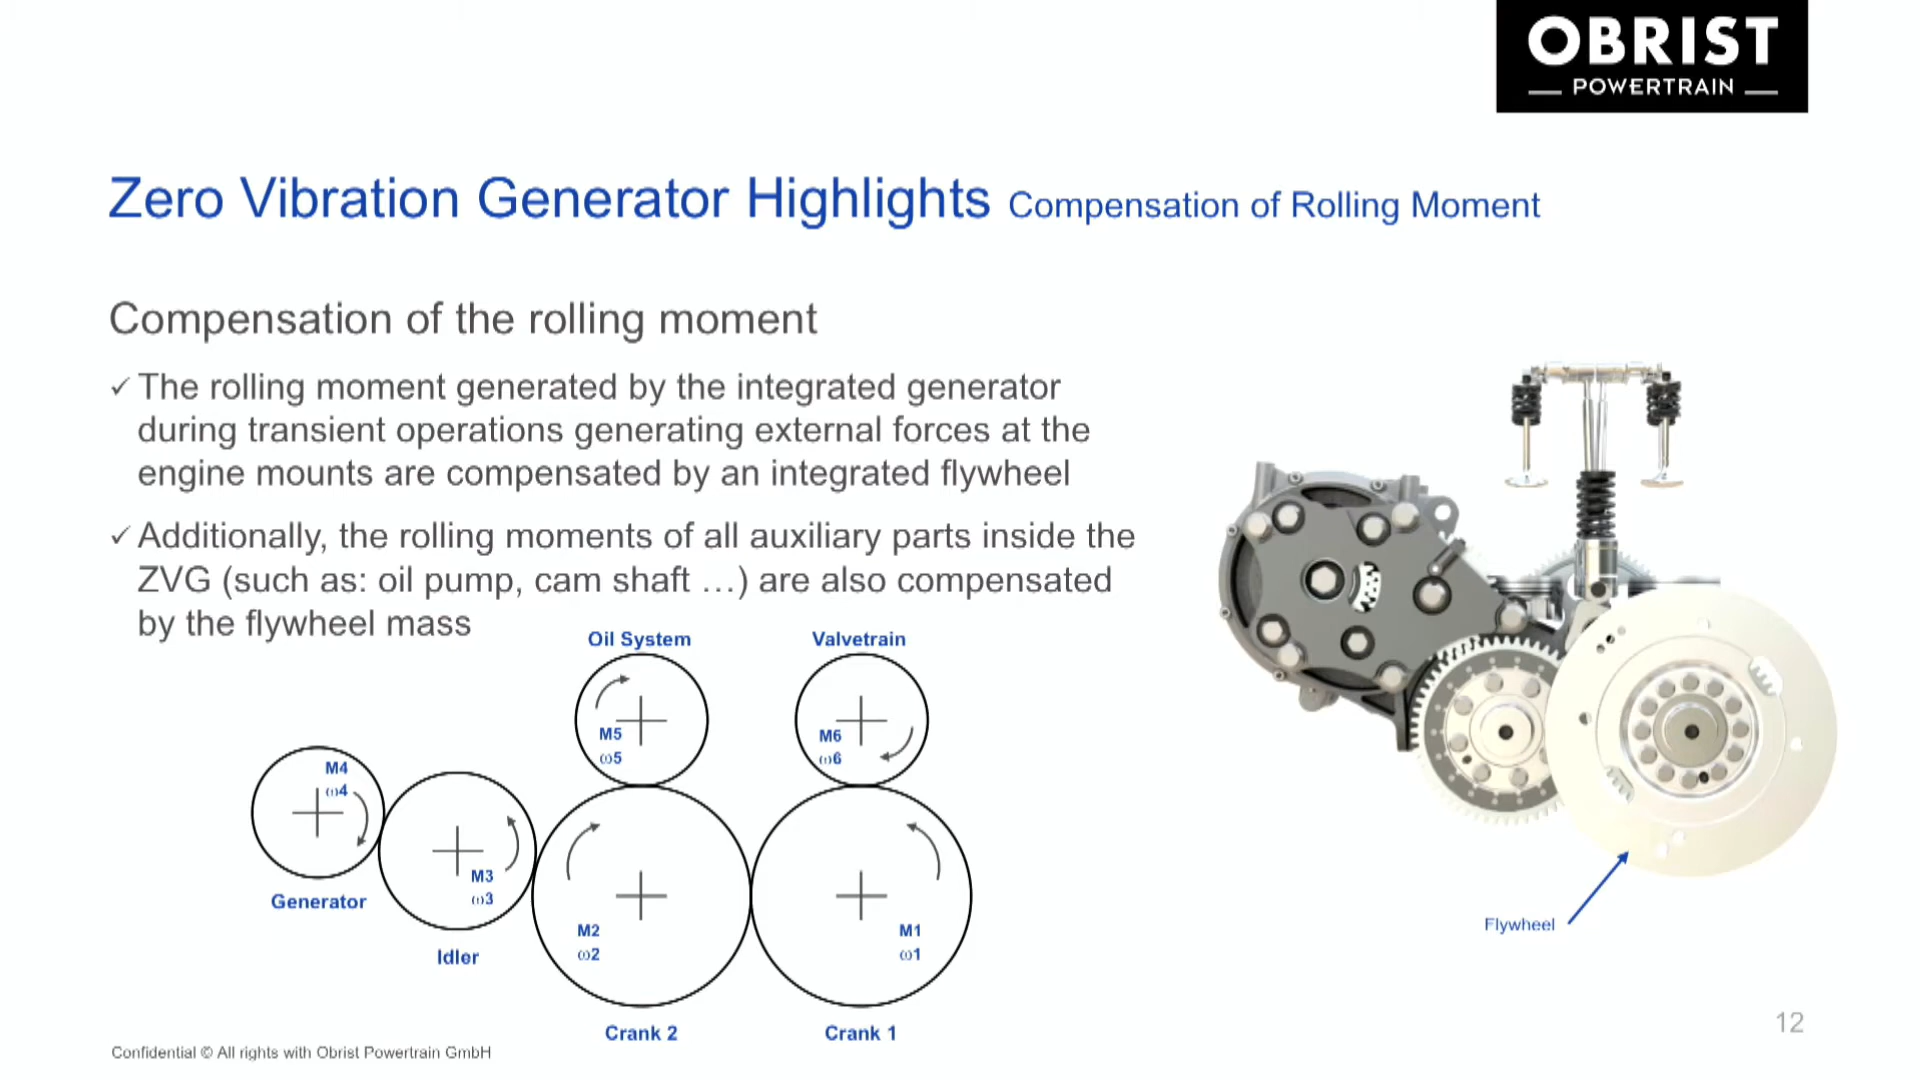 OBRIST
POWERTRAIN
Zero Vibration Generator Highlights Compensation of Rolling Moment
Compensation of the rolling moment
✓ The rolling moment generated by the integrated generator
during transient operations generating external forces at the
engine mounts are compensated by an integrated flywheel
✓ Additionally, the rolling moments of all auxiliary parts inside the
ZVG (such as: oil pump, cam shaft …) are also compensated
by the flywheel mass
Oil System
Valvetrain
M5
ω5
M6
ω6
M4
ω4
Generator
M3
ω3
Idler
M2
ω2
M1
ω1
Crank 2
Crank 1
Flywheel
12
Confidential © All rights with Obrist Powertrain GmbH